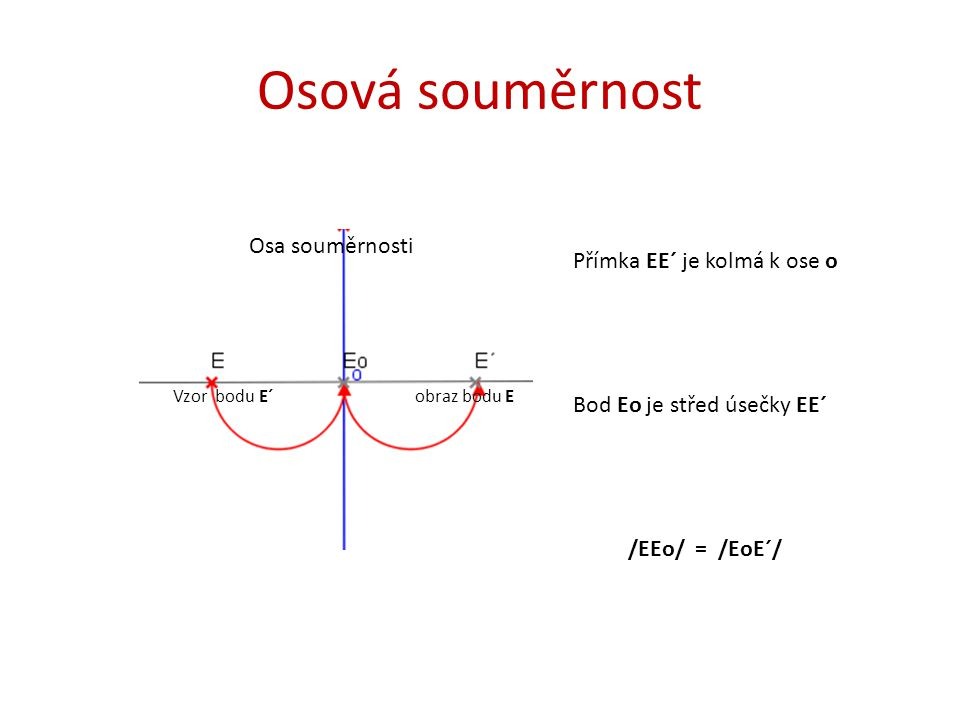 Osová souměrnost
Osa souměrnosti
Přímka EE´ je kolmá k ose o
E Eo E´
o
Vzor bodu E´ obraz bodu E
Bod Eo je střed úsečky EE´
/EEo/ = /EoE´/